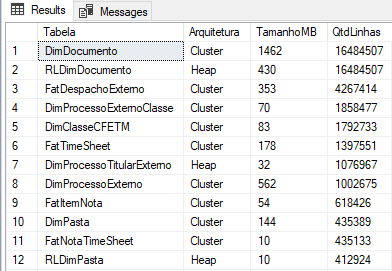 Results Messages
Tabela Arquitetura TamanhoMB QtdLinhas
1 DimDocumento Cluster 1462 16484507
2 RLDimDocumento Heap 430 16484507
3 FatDespachoExterno Cluster 353 4267414
4 DimProcessoExternoClasse Cluster 70 1858477
5 DimClasseCFETM Cluster 83 1792733
6 FatTimeSheet Cluster 178 1397551
7 DimProcessoTitularExterno Heap 32 1076967
8 DimProcessoExterno Cluster 562 1002675
9 FatItemNota Cluster 54 618426
10 DimPasta Cluster 144 435389
11 FatNotaTimeSheet Cluster 10 435133
12 RLDimPasta Heap 10 412924